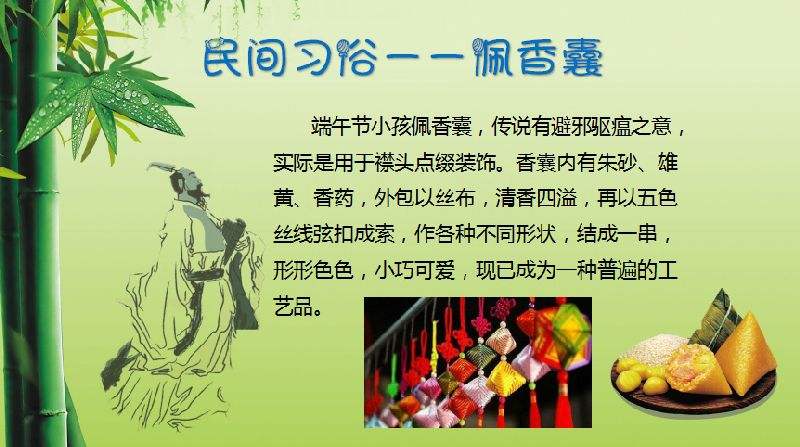 民间习俗——佩香囊
端午节小孩佩香囊，传说有避邪驱瘟之意，
实际是用于襟头点缀装饰。香囊内有朱砂、雄
黄、香药，外包以丝布，清香四溢，再以五色
丝线弦扣成索，作各种不同形状，结成一串，
形形色色，小巧可爱，现已成为一种普遍的工
艺品。